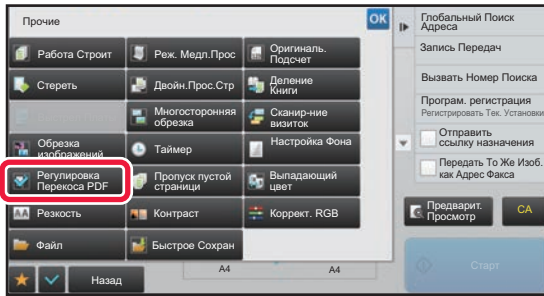 Прочие
OK
Работа Строит
Реж. Медл.Прос
Оригиналь.
Подсчет
Стереть
Двойн.Прос.Стр
Деление
Книги
Многосторонняя
обрезка
Сканир-ние
визиток
Обрезка
изображений
Таймер
Настройка Фона
Регулировка
Перекоса PDF
Пропуск пустой
страници
Выпадающий
цвет
AA Резкость
Контраст
Коррект. RGB
Файл
Быстрое Сохран
Назад
A4
A4
Глобальный Поиск
Адреса
Запись Передач
Вызвать Номер Поиска
Програм. регистрация
Регистрировать Тек. Установки
Отправить
ссылку назначения
Передать То Же Изоб.
как Адрес Факса
Предварит.
Просмотр
CA
Старт